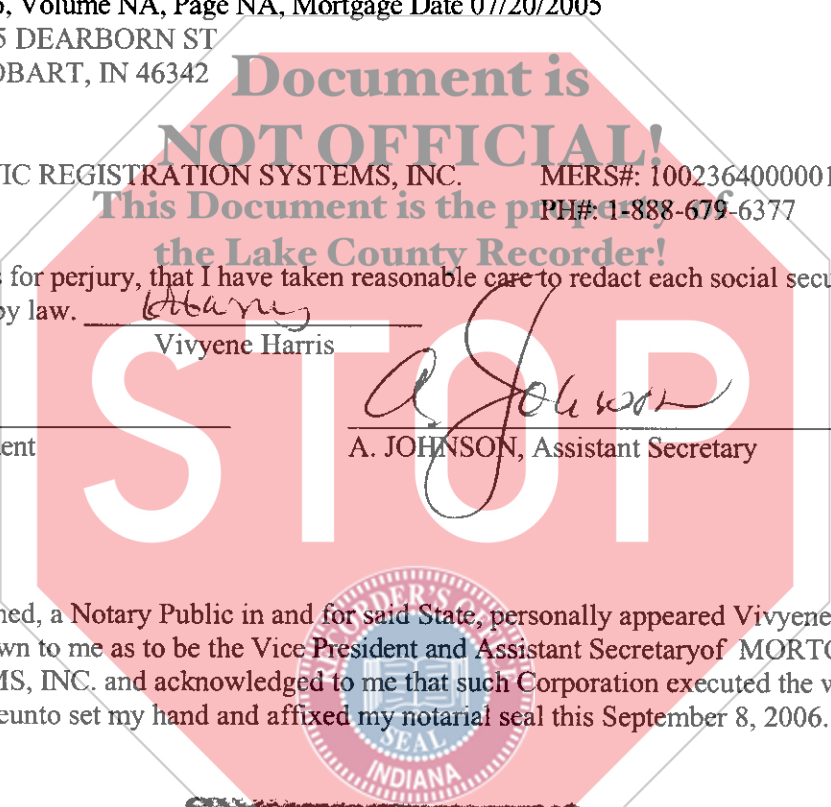 , Volume NA, Page NA, Mortgage Date 07/20/2005
5 DEARBORN ST
OBART, IN 46342
Document is
NOT OFFICIAL!
IC REGISTRATION SYSTEMS, INC. MERS#: 1002364000001
This Document is the property of
PH#: 1-888-679-6377
the Lake County Recorder!
s for perjury, that I have taken reasonable care to redact each social secu
by law.
Vivyene Harris
STOP
A. Johnson
ent A. JOHNSON, Assistant Secretary
ned, a Notary Public in and for said State, personally appeared Vivyene
wn to me as to be the Vice President and Assistant Secretaryof MORTG
MS, INC. and acknowledged to me that such Corporation executed the w
eunto set my hand and affixed my notarial seal this September 8, 2006.
RECORDER'S OFFICE
SEAL
INDIANA